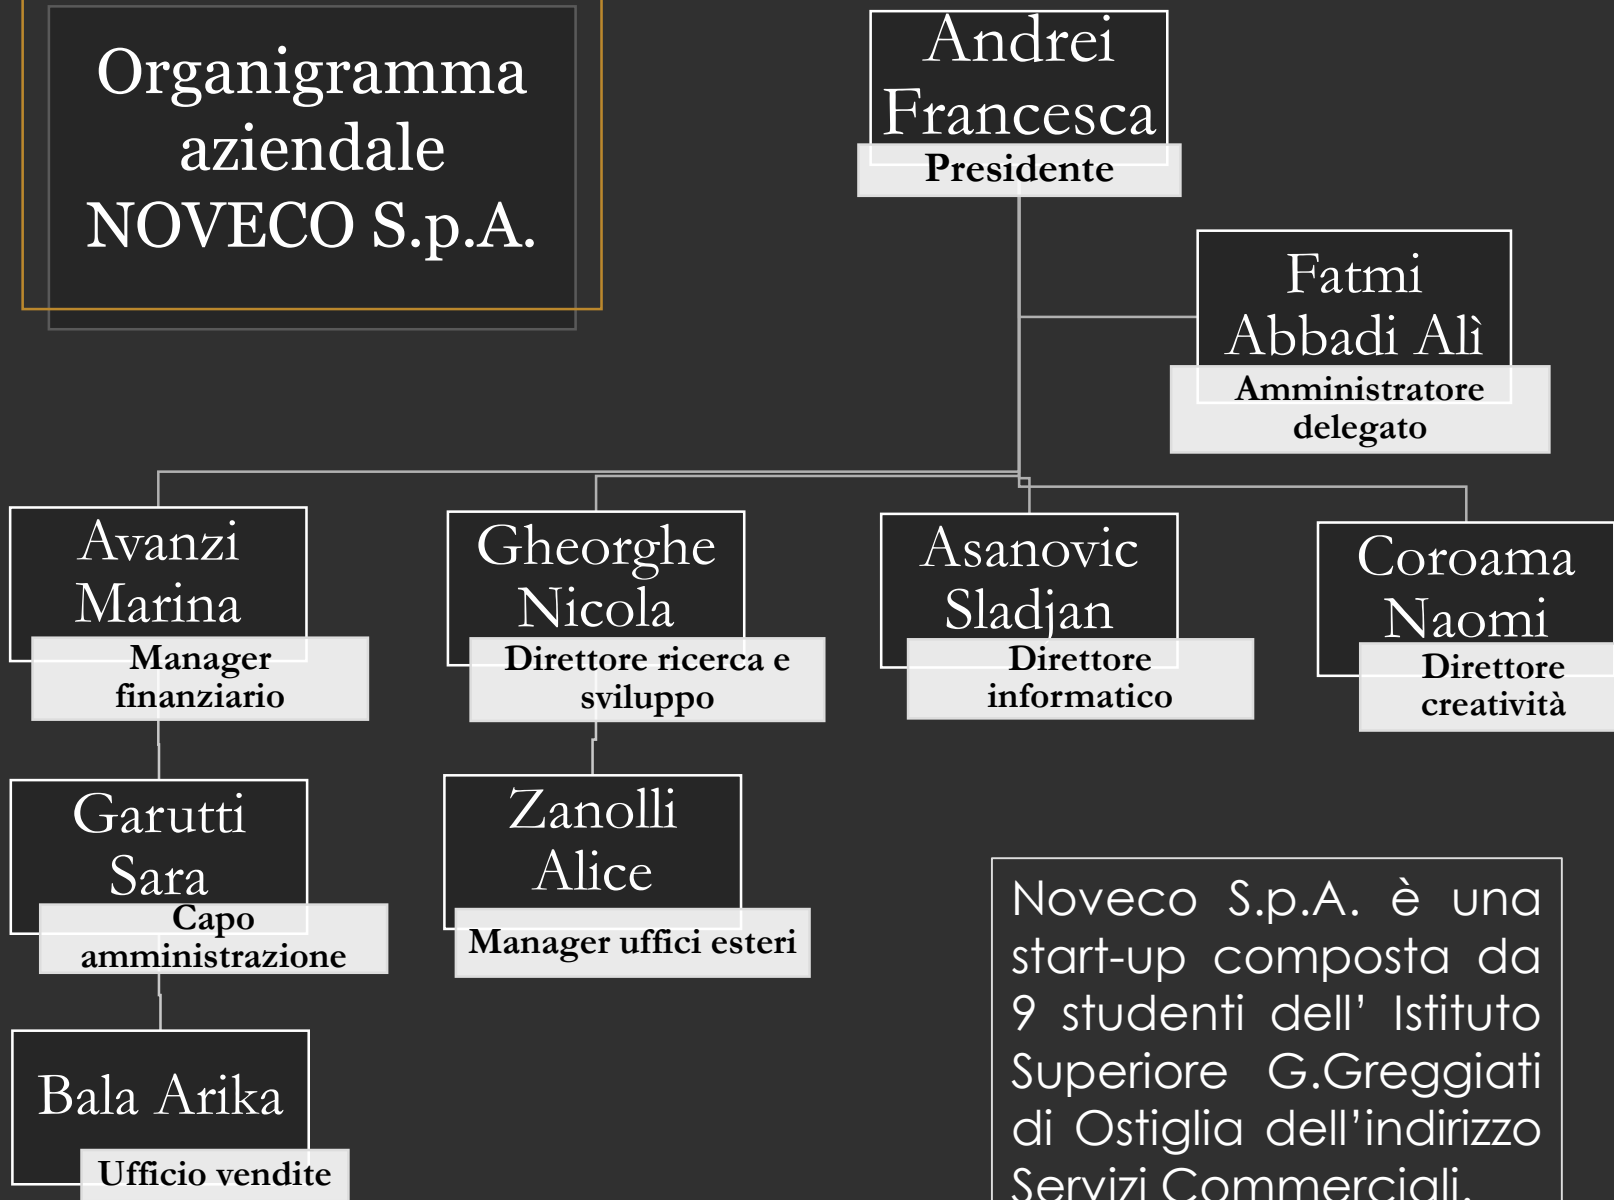 Organigramma
aziendale
NOVECO S.p.A.
Andrei
Francesca
Presidente
Fatmi
Abbadi Alì
Amministratore
delegato
Avanzi
Marina
Manager
finanziario
Gheorghe
Nicola
Direttore ricerca e
sviluppo
Asanovic
Sladjan
Direttore
informatico
Coroama
Naomi
Direttore
creatività
Garutti
Sara
Capo
amministrazione
Zanolli
Alice
Manager uffici esteri
Bala Arika
Ufficio vendite
Noveco S.p.A. è una
start-up composta da
9 studenti dell’ Istituto
Superiore G.Greggiati
di Ostiglia dell’indirizzo
Servizi Commerciali.